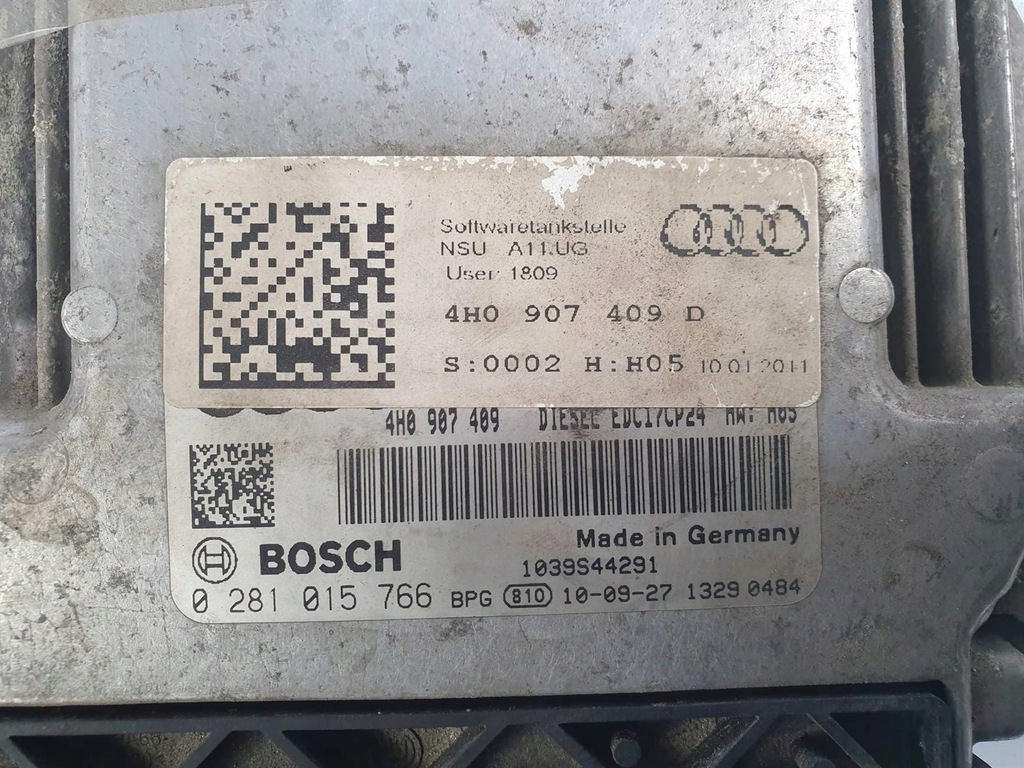 Softwaretankstelle
NSU A11.UG
User: 1809
4H0 907 409 D
S:0002 H:H05 10.01.2011
4H0 907 409 DIESEL EDC17CP24 HW: H05
Made in Germany
BOSCH
1039S44291
0 281 015 766 BPG 810 10-09-27 1329 0484